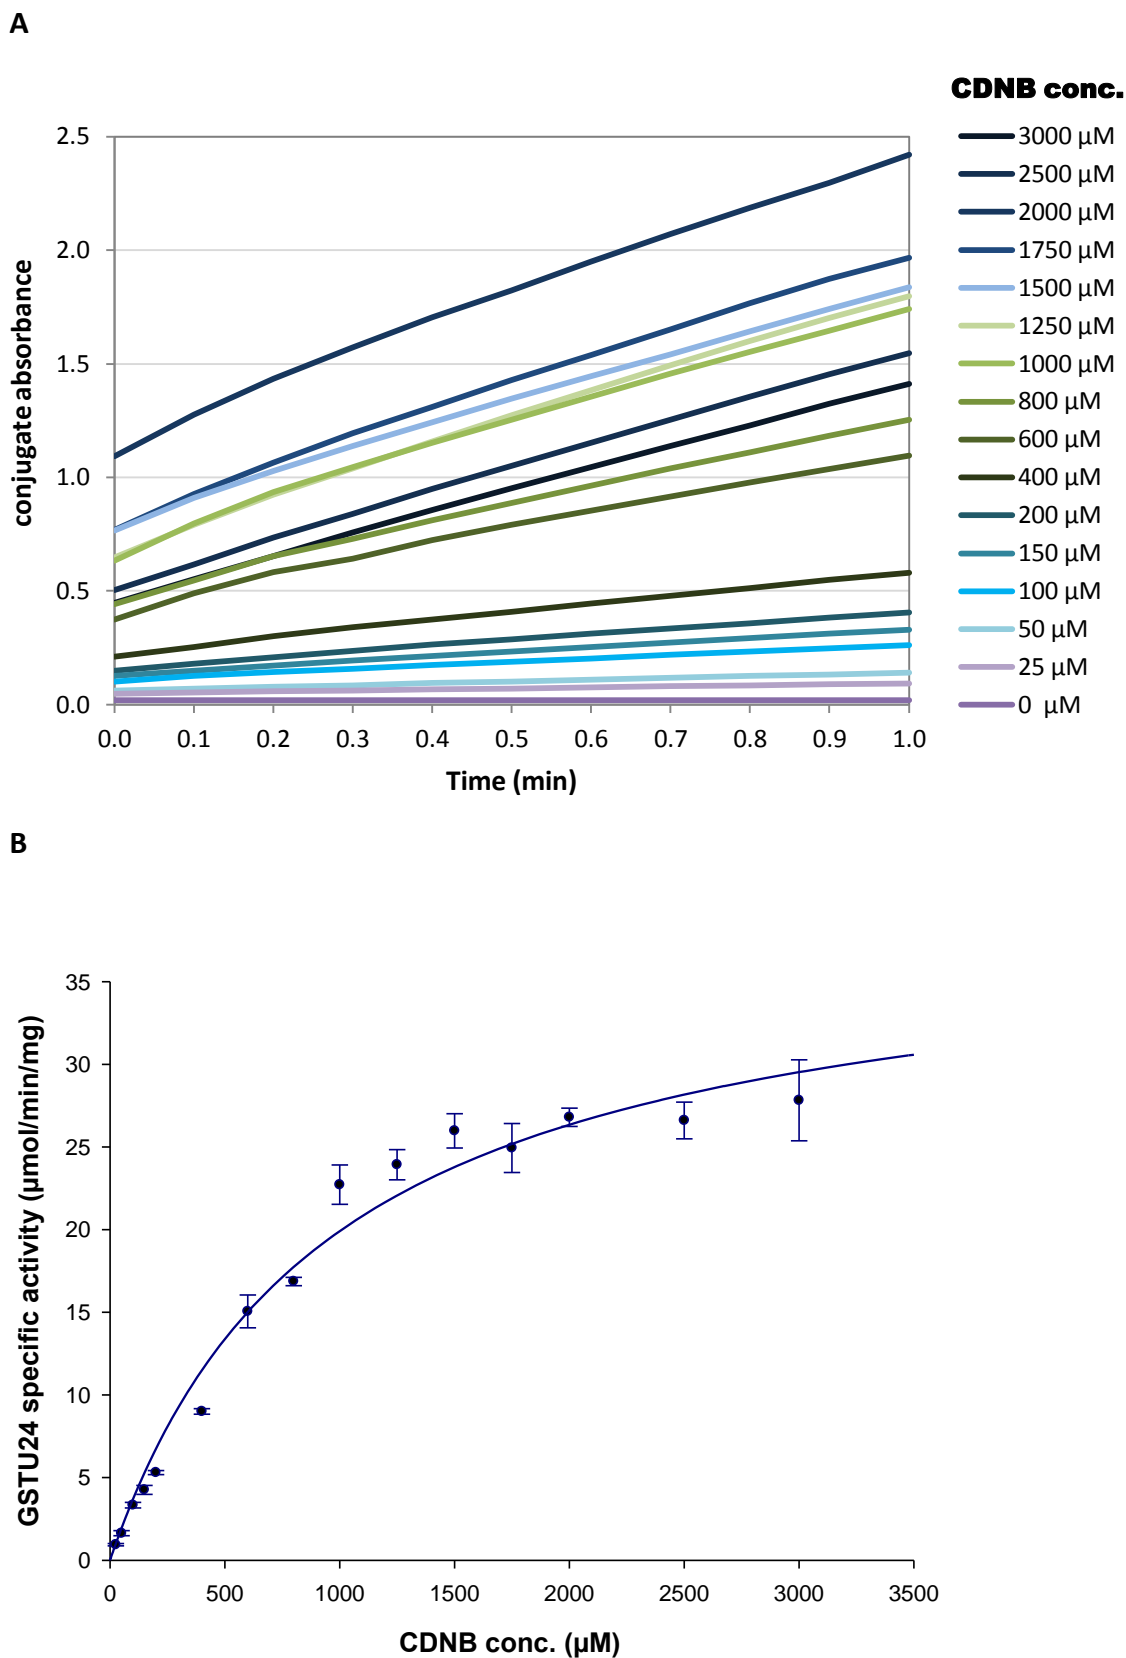 A
CDNB conc.
3000 µM
2500 µM
2000 µM
1750 µM
1500 µM
1250 µM
1000 µM
800 µM
600 µM
400 µM
200 µM
150 µM
100 µM
50 µM
25 µM
0 µM
conjugate absorbance
2.5
2.0
1.5
1.0
0.5
0.0
0.0 0.1 0.2 0.3 0.4 0.5 0.6 0.7 0.8 0.9 1.0
Time (min)
B
GSTU24 specific activity (µmol/min/mg)
35
30
25
20
15
10
5
0
0 500 1000 1500 2000 2500 3000 3500
CDNB conc. (µM)